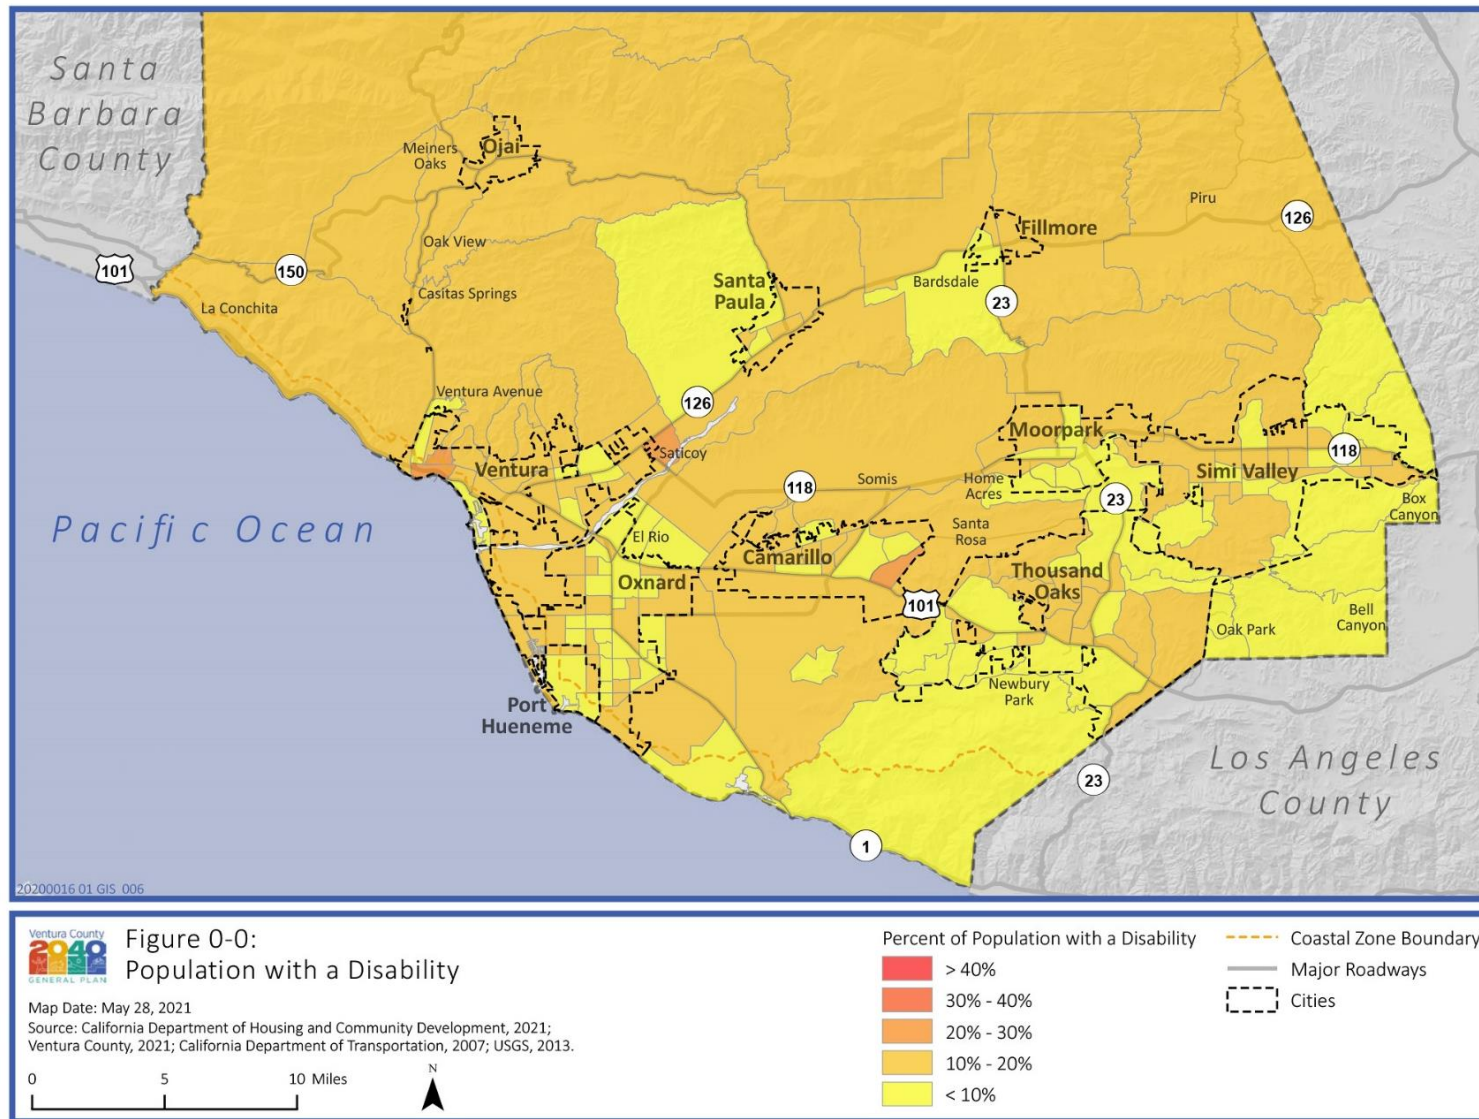 Santa
Barbara
County
Meiners
Oaks
Ojai
Oak View
Casitas Springs
101
150
La Conchita
Santa
Paula
Fillmore
Bardsdale
Piru
126
23
Ventura Avenue
126
Ventura
Saticoy
118
Somis
Moorpark
Home
Acres
23
Simi Valley
118
Box
Canyon
Pacific Ocean
El Rio
Camarillo
Santa
Rosa
Oxnard
Thousand
Oaks
101
Oak Park
Bell
Canyon
Newbury
Park
Port
Hueneme
Los Angeles
County
23
1
20200016 01 GIS 006
Ventura County
2040
GENERAL PLAN
Figure 0-0:
Population with a Disability
Map Date: May 28, 2021
Source: California Department of Housing and Community Development, 2021;
Ventura County, 2021; California Department of Transportation, 2007; USGS, 2013.
0 5 10 Miles
N
Percent of Population with a Disability
> 40%
30% - 40%
20% - 30%
10% - 20%
< 10%
Coastal Zone Boundary
Major Roadways
Cities